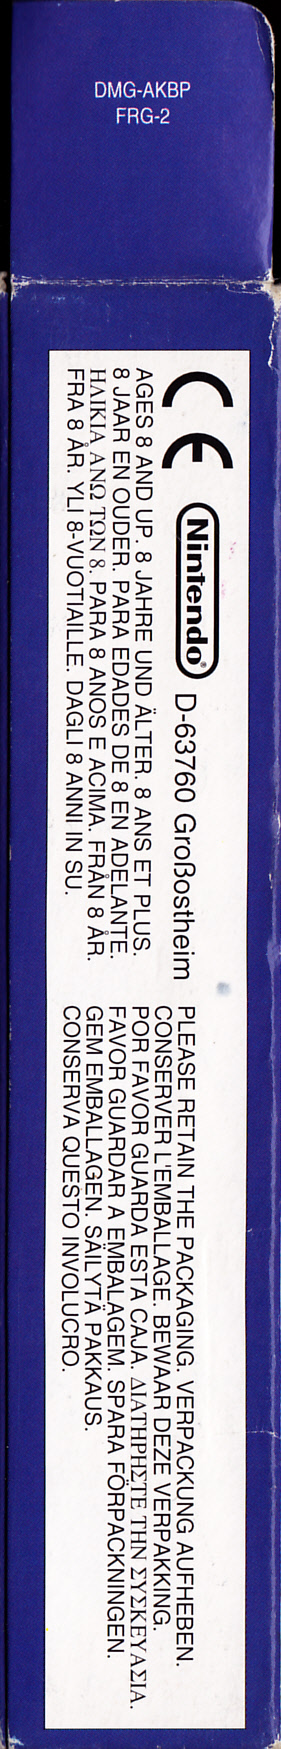 DMG-AKBP
FRG-2
CE Nintendo® D-63760 Großostheim
AGES 8 AND UP. 8 JAHRE UND ÄLTER. 8 ANS ET PLUS.
8 JAAR EN OUDER. PARA EDADES DE 8 EN ADELANTE.
ΗΛΙΚΙΑ ΑΝΩ ΤΩΝ 8. PARA 8 ANOS E ACIMA. FRÅN 8 ÅR.
FRA 8 ÅR. YLI 8-VUOTIAILLE. DAGLI 8 ANNI IN SU.
PLEASE RETAIN THE PACKAGING. VERPACKUNG AUFHEBEN.
CONSERVER L'EMBALLAGE. BEWAAR DEZE VERPAKKING.
POR FAVOR GUARDA ESTA CAJA. ΔΙΑΤΗΡΗΣΤΕ ΤΗΝ ΣΥΣΚΕΥΑΣΙΑ.
FAVOR GUARDAR A EMBALAGEM. SPARA FÖRPACKNINGEN.
GEM EMBALLAGEN. SÄILYTÄ PAKKAUS.
CONSERVA QUESTO INVOLUCRO.